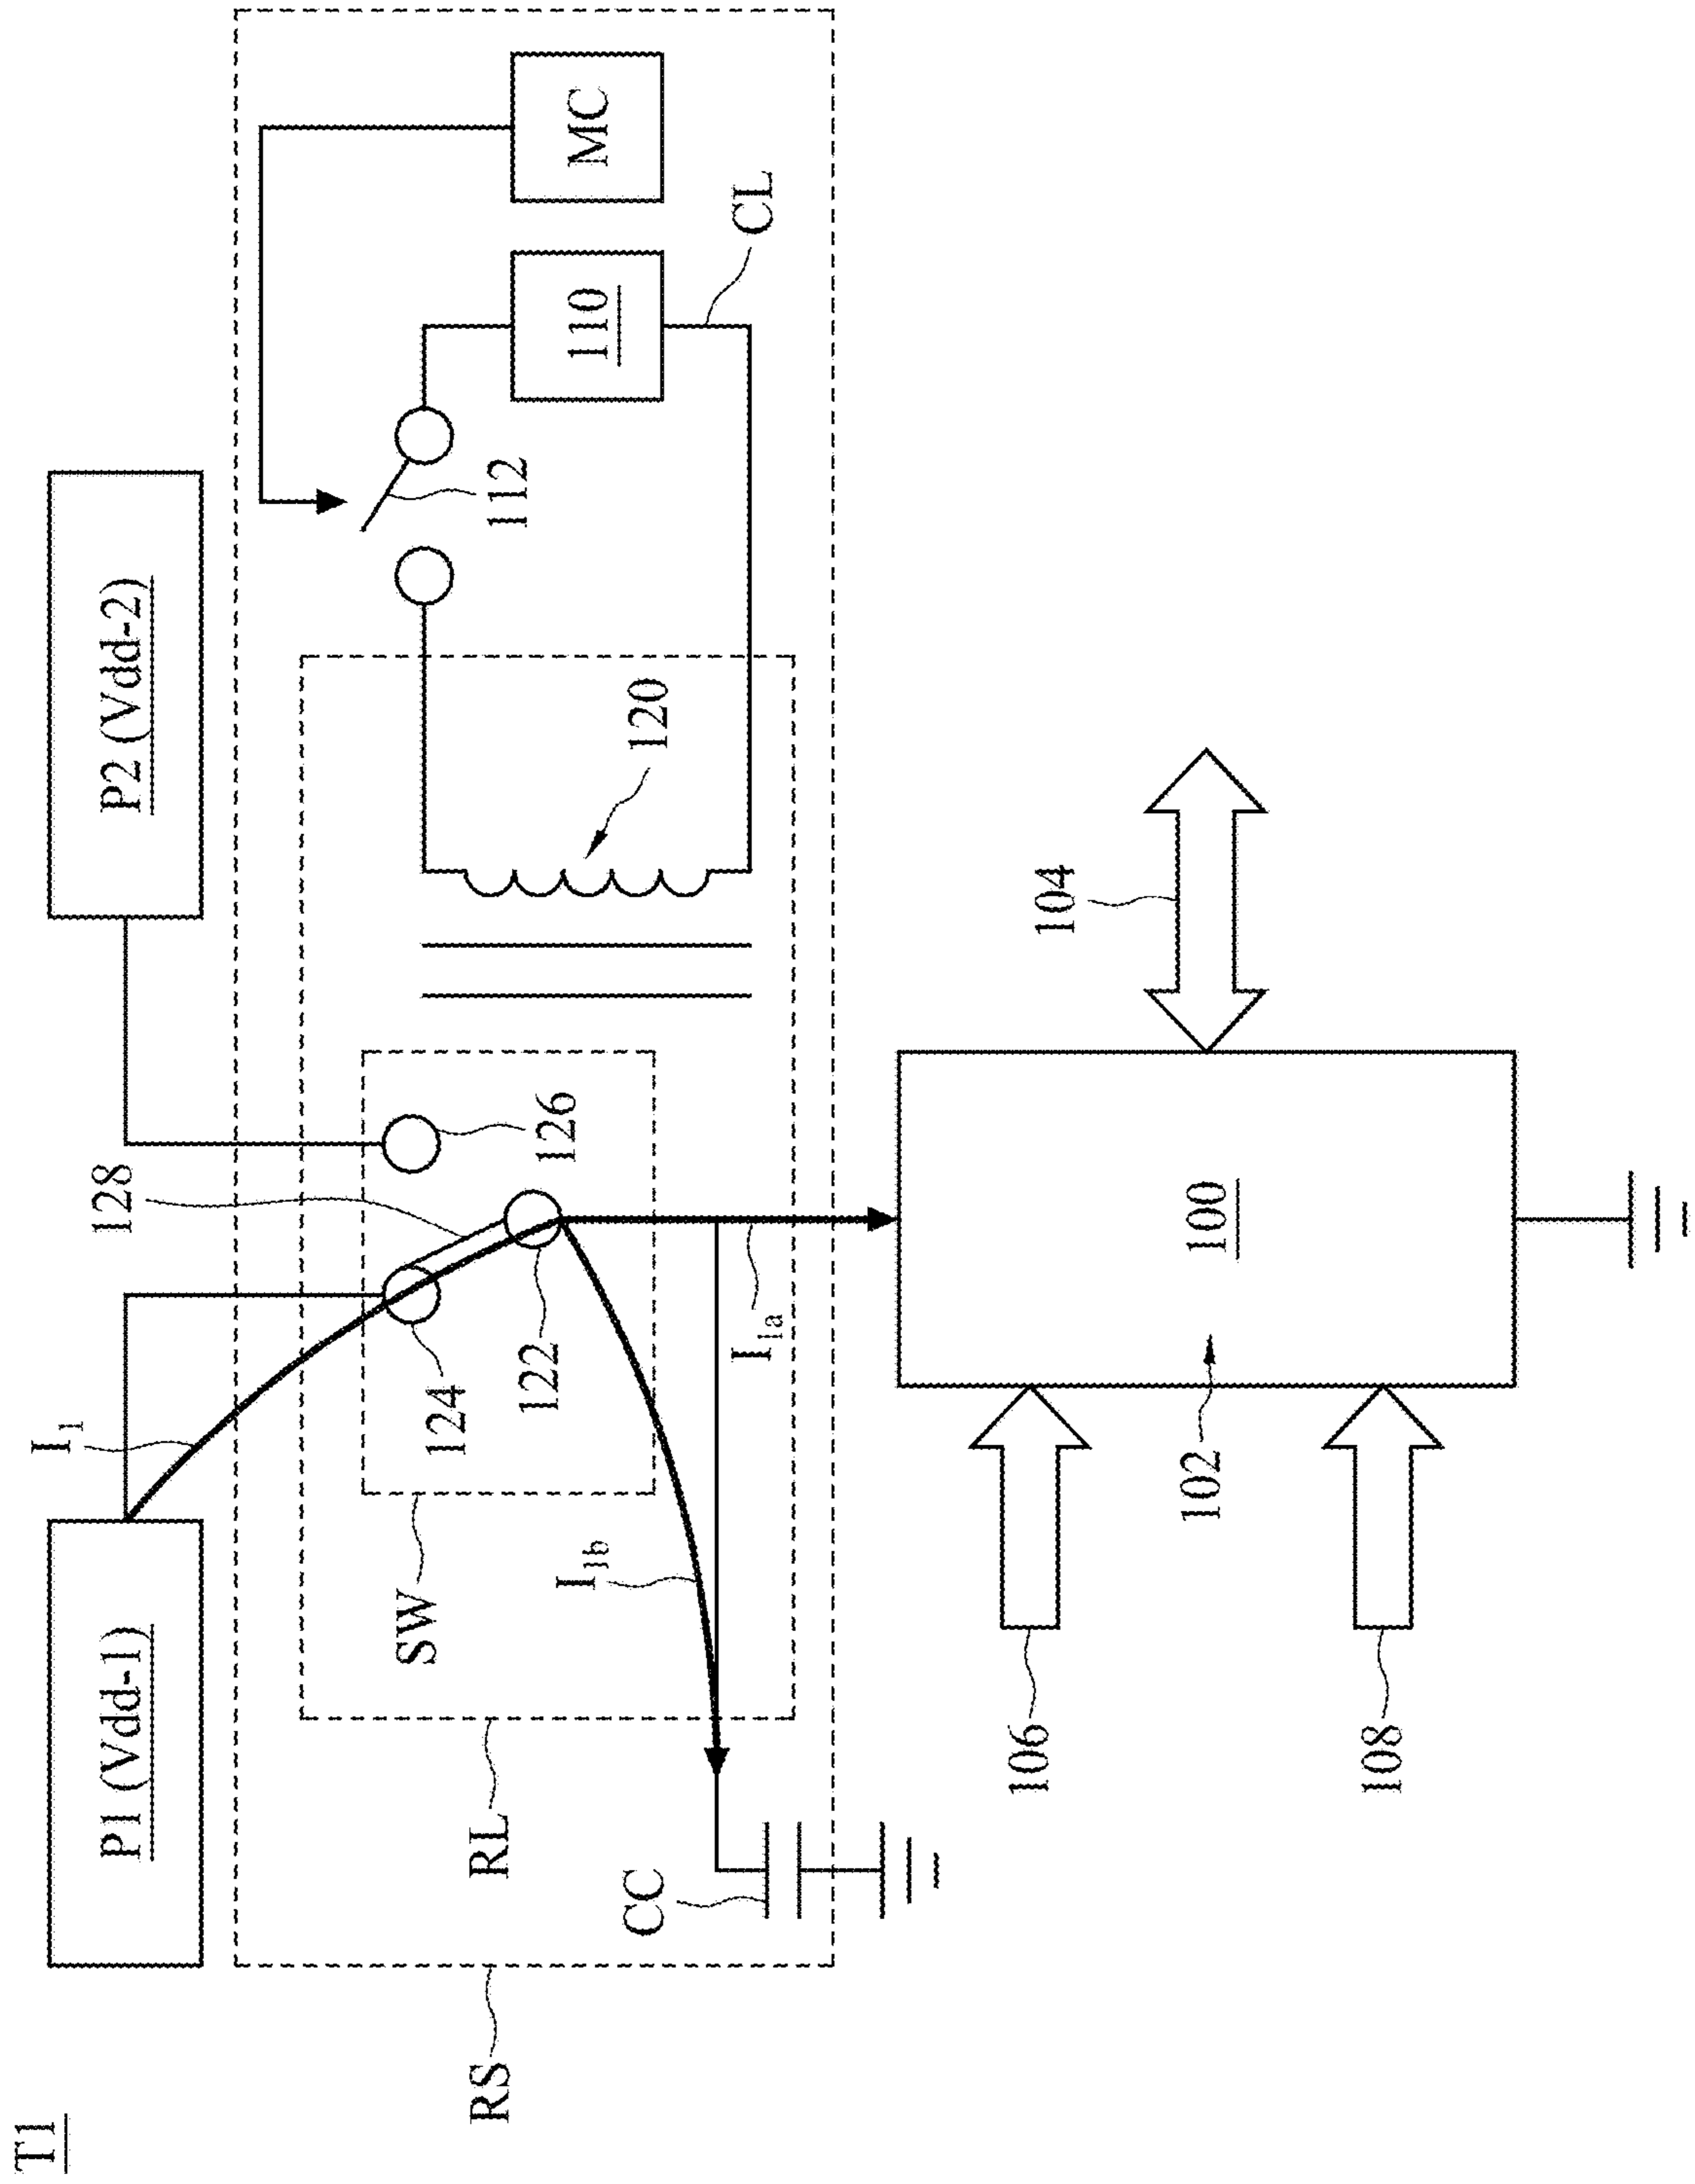 T1
P1 (Vdd-1)
I1
128
P2 (Vdd-2)
RS
RL
SW
124
122
126
120
112
110
MC
CL
CC
I1b
I1a
106
108
102
100
104